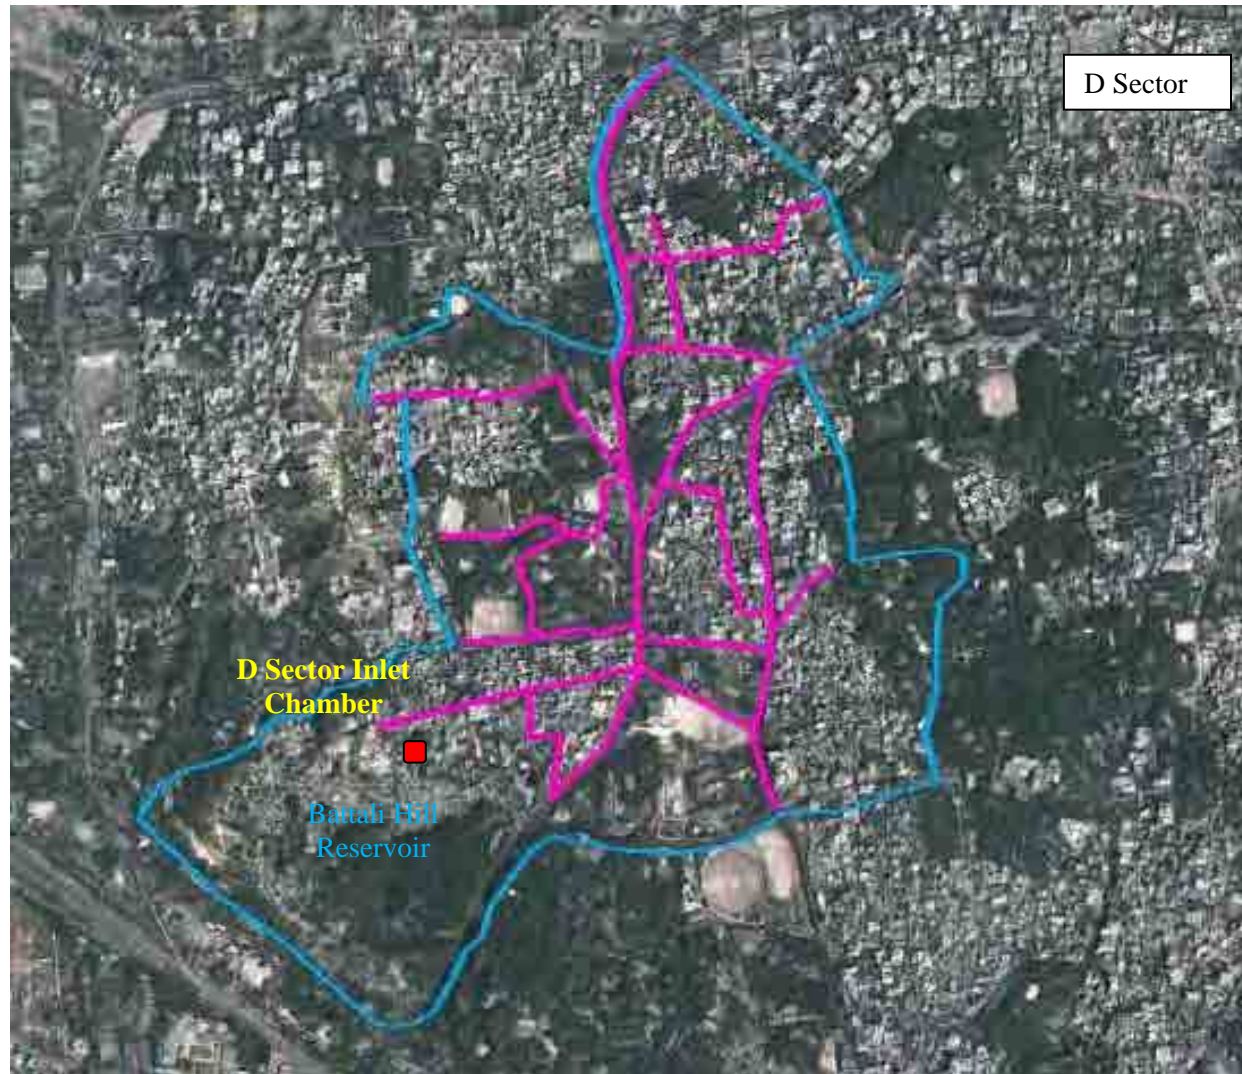 D Sector
D Sector Inlet
Chamber
Battali Hill
Reservoir